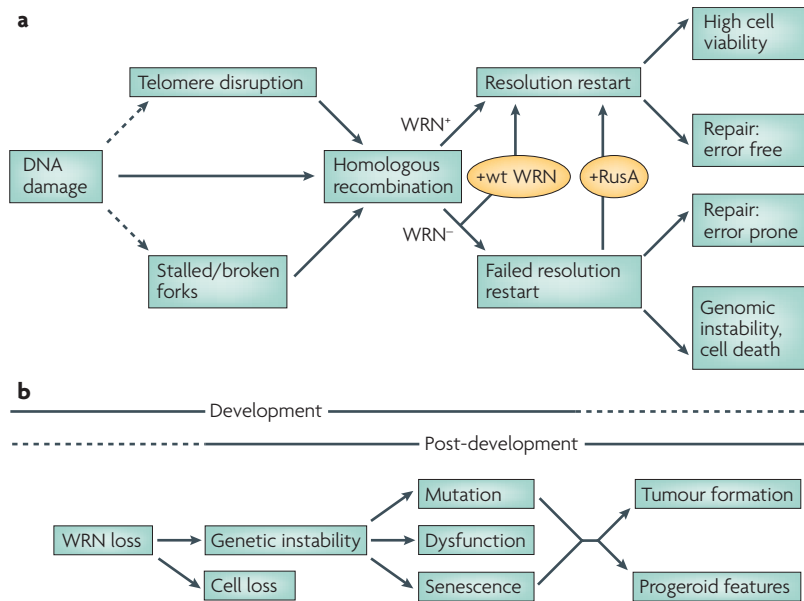 a
High cell
viability
Telomere disruption
Resolution restart
WRN⁺
DNA
damage
Homologous
recombination
+wt WRN
+RusA
Repair:
error free
WRN⁻
Repair:
error prone
Stalled/broken
forks
Failed resolution
restart
Genomic
instability,
cell death
b
Development
Post-development
Mutation
Tumour formation
WRN loss
Genetic instability
Dysfunction
Cell loss
Senescence
Progeroid features